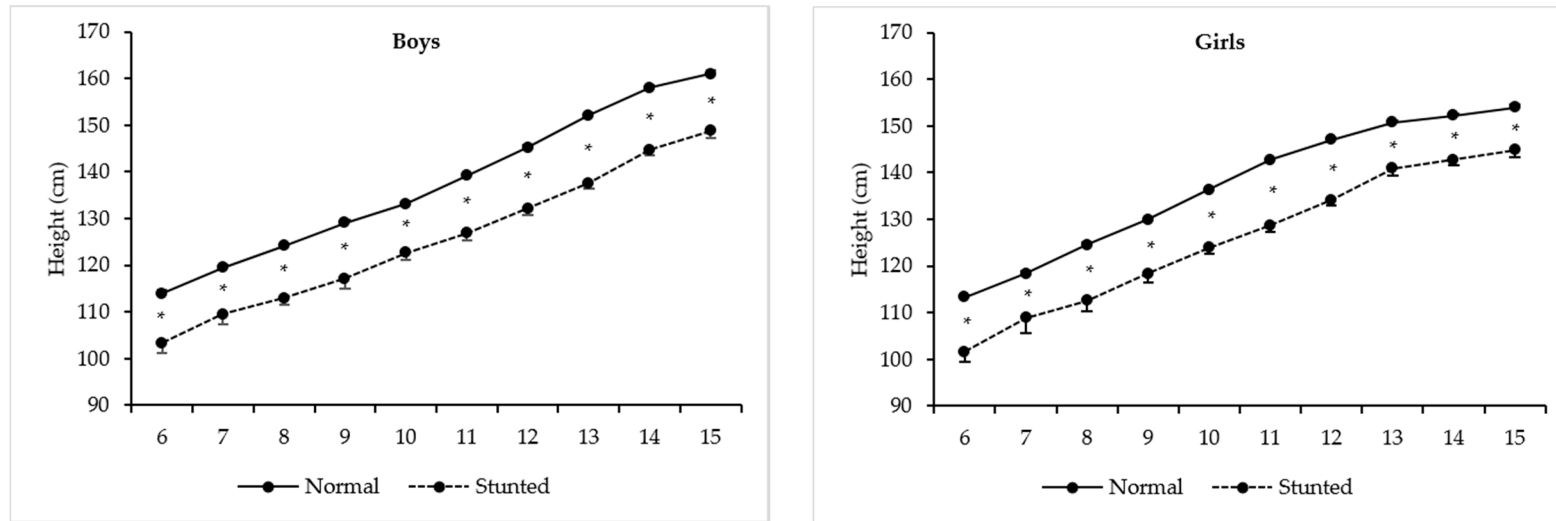 Boys
Height (cm)
170
160
150
140
130
120
110
100
90
* * * * * * * * * *
6 7 8 9 10 11 12 13 14 15
Normal Stunted
Girls
Height (cm)
170
160
150
140
130
120
110
100
90
* * * * * * * * * *
6 7 8 9 10 11 12 13 14 15
Normal Stunted